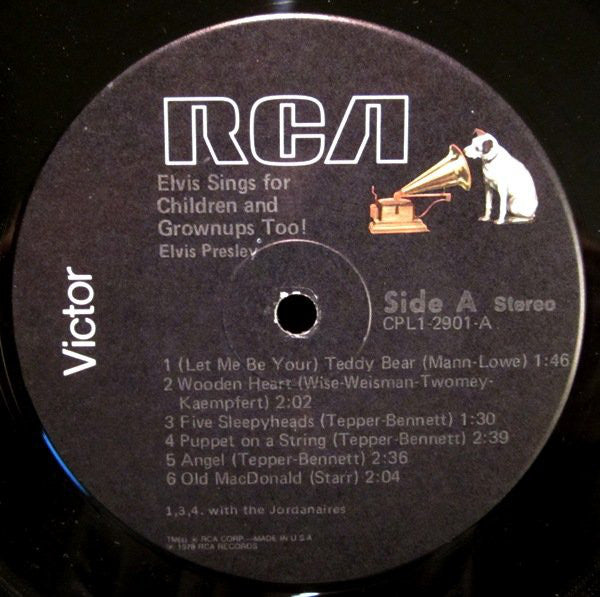 RCA
Elvis Sings for
Children and
Grownups Too!
Elvis Presley
Victor
Side A Stereo
CPL1-2901-A
1 (Let Me Be Your) Teddy Bear (Mann-Lowe) 1:46
2 Wooden Heart (Wise-Weisman-Twomey-
Kaempfert) 2:02
3 Five Sleepyheads (Tepper-Bennett) 1:30
4 Puppet on a String (Tepper-Bennett) 2:39
5 Angel (Tepper-Bennett) 2:36
6 Old MacDonald (Starr) 2:04
1,3,4. with the Jordanaires
RCA CORP.—MADE IN U.S.A
1978 RCA RECORDS